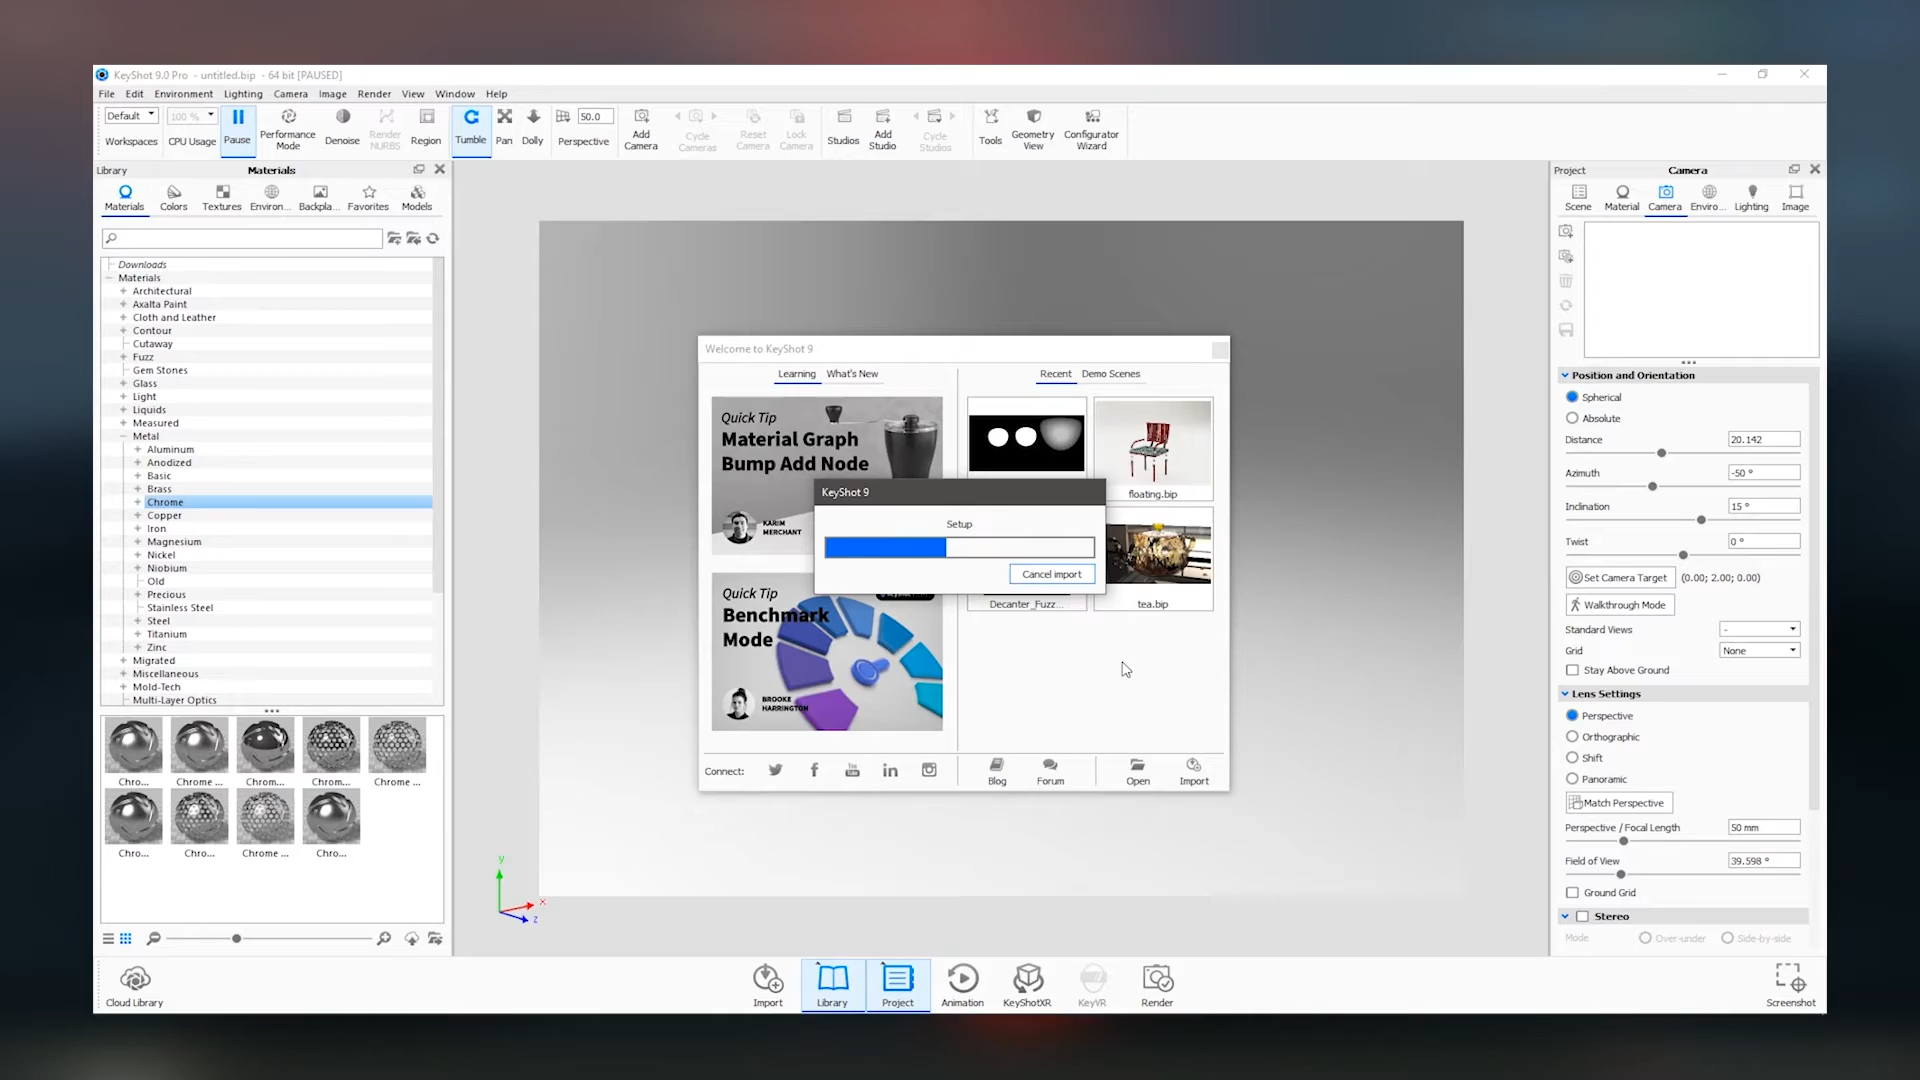 KeyShot 9.0 Pro - untitled.bip - 64 bit [PAUSED]
File Edit Environment Lighting Camera Image Render View Window Help
Default 100 % 50.0
Workspaces CPU Usage Pause Performance Mode Denoise Render NURBS Region Tumble Pan Dolly Perspective Add Camera Cycle Cameras Reset Camera Lock Camera Studios Add Studio Cycle Studios Tools Geometry View Configurator Wizard
Library Materials
Materials Colors Textures Environ... Backpla... Favorites Models
Downloads
Materials
Architectural
Axalta Paint
Cloth and Leather
Contour
Cutaway
Fuzz
Gem Stones
Glass
Light
Liquids
Measured
Metal
Aluminum
Anodized
Basic
Brass
Chrome
Copper
Iron
Magnesium
Nickel
Niobium
Old
Precious
Stainless Steel
Steel
Titanium
Zinc
Migrated
Miscellaneous
Mold-Tech
Multi-Layer Optics
Chro... Chrome ... Chrom... Chrom... Chrome ...
Chro... Chro... Chrome ... Chro...
Cloud Library
Welcome to KeyShot 9
Learning What's New
Recent Demo Scenes
Quick Tip
Material Graph
Bump Add Node
KARIM
MERCHANT
Quick Tip
Benchmark
Mode
BROOKE
HARRINGTON
floating.bip
Decanter_Fuzz...
tea.bip
KeyShot 9
Setup
Cancel import
Connect: Blog Forum Open Import
y
x
z
Import Library Project Animation KeyShotXR KeyVR Render
Project Camera
Scene Material Camera Enviro... Lighting Image
Position and Orientation
Spherical
Absolute
Distance 20.142
Azimuth -50 °
Inclination 15 °
Twist 0 °
Set Camera Target (0.00; 2.00; 0.00)
Walkthrough Mode
Standard Views -
Grid None
Stay Above Ground
Lens Settings
Perspective
Orthographic
Shift
Panoramic
Match Perspective
Perspective / Focal Length 50 mm
Field of View 39.598 °
Ground Grid
Stereo
Mode Over-under Side-by-side
Screenshot